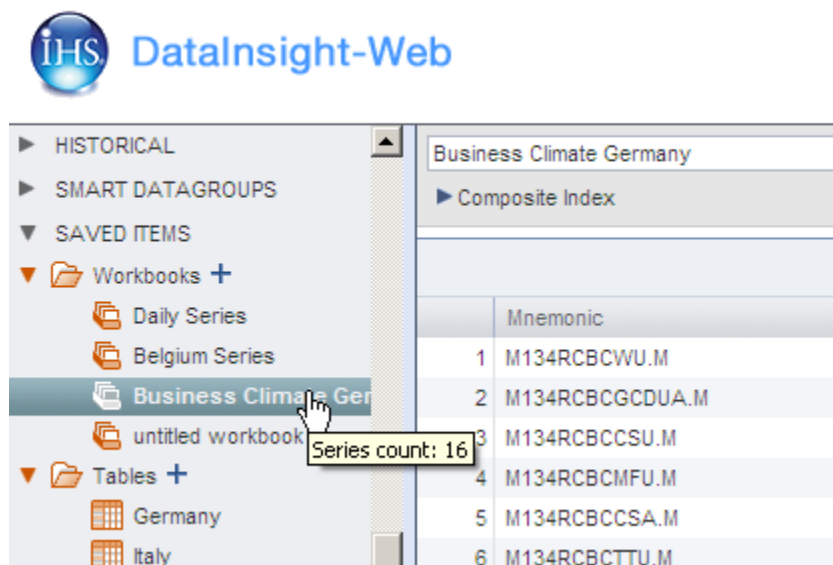 IHS DataInsight-Web
HISTORICAL
SMART DATAGROUPS
SAVED ITEMS
Workbooks +
Daily Series
Belgium Series
Business Climate Ger
untitled workbook
Series count: 16
Tables +
Germany
Italy
Business Climate Germany
Composite Index
Mnemonic
1 M134RCBCWU.M
2 M134RCBCGCDUA.M
3 M134RCBCCSU.M
4 M134RCBCMFU.M
5 M134RCBCCSA.M
6 M134RCBCTTU.M